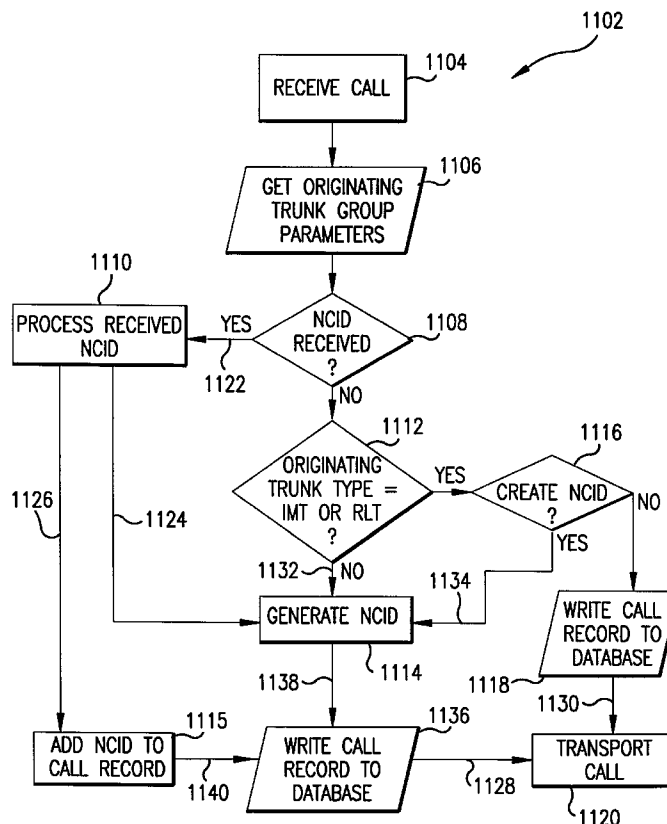 1102
RECEIVE CALL
1104
GET ORIGINATING
TRUNK GROUP
PARAMETERS
1106
1110
PROCESS RECEIVED
NCID
YES
1122
NCID
RECEIVED
?
1108
NO
1112
ORIGINATING
TRUNK TYPE =
IMT OR RLT
?
YES
1116
CREATE NCID
?
NO
YES
1126
1124
1132
NO
1134
GENERATE NCID
1114
WRITE CALL
RECORD TO
DATABASE
1118
1130
1138
1115
ADD NCID TO
CALL RECORD
1140
1136
WRITE CALL
RECORD TO
DATABASE
1128
TRANSPORT
CALL
1120